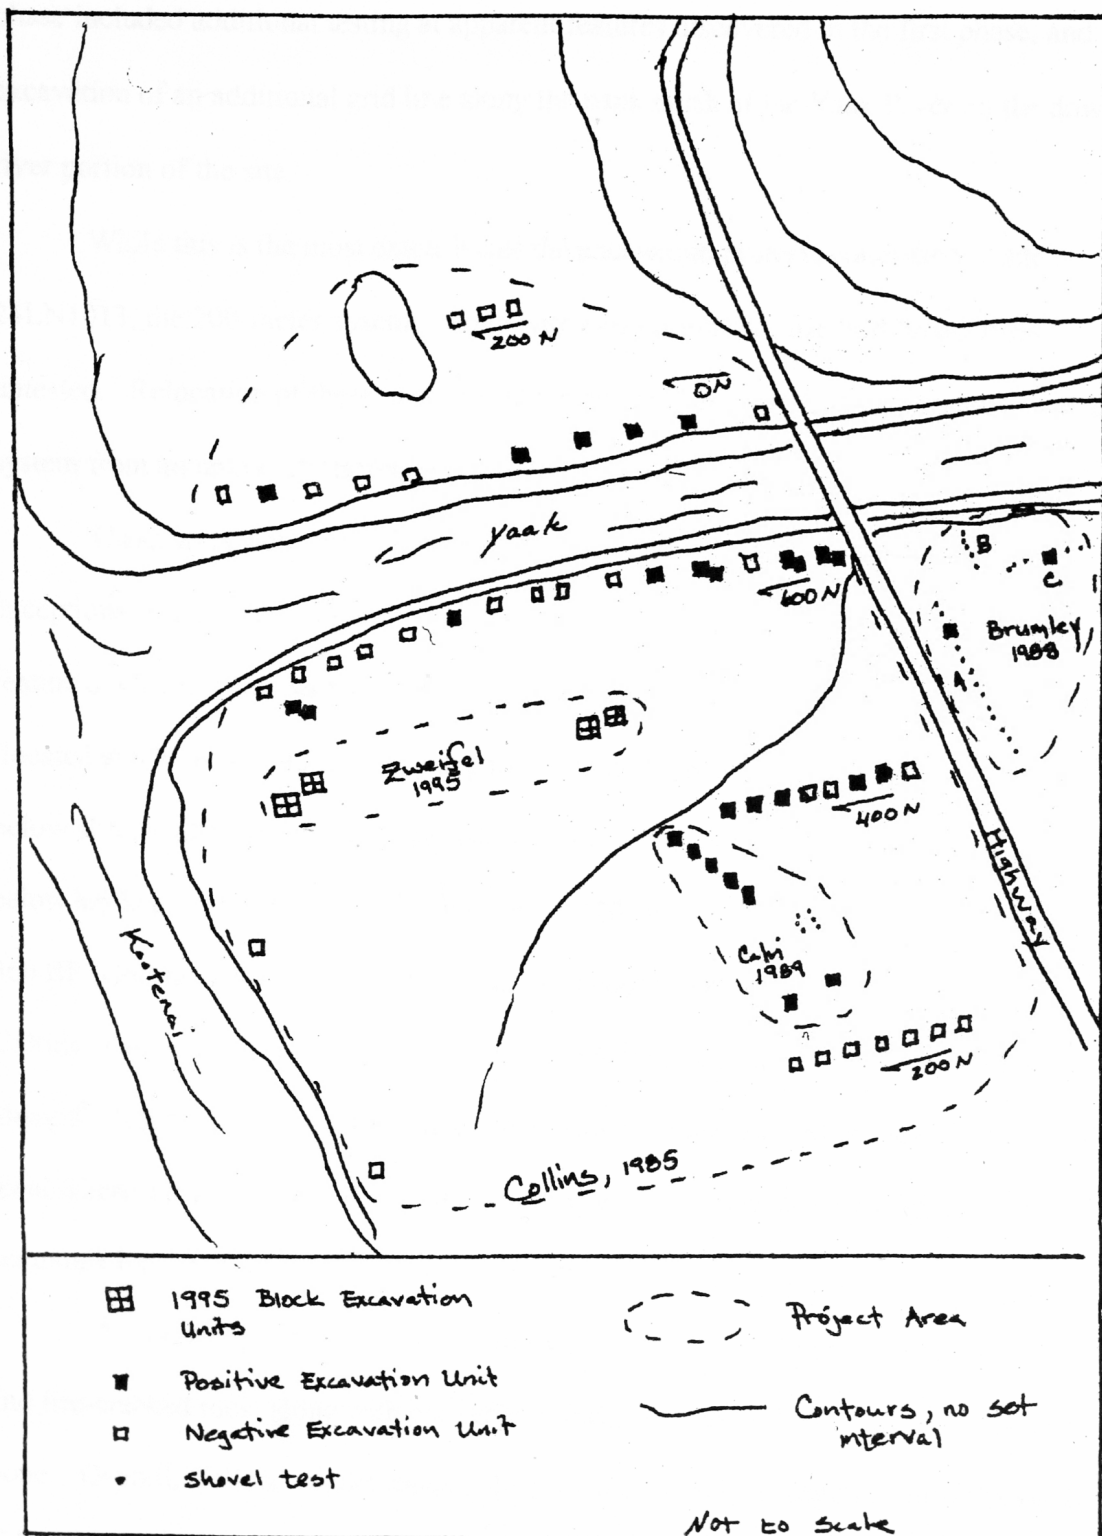 200 N
0N
Yaak
B
C
600 N
Brumley
1988
A
Zweifel
1995
400 N
Highway
Kootenai
Calvi
1989
200 N
Collins, 1985
1995 Block Excavation
Units
Positive Excavation Unit
Negative Excavation Unit
Shovel test
Project Area
Contours, no set
interval
Not to scale